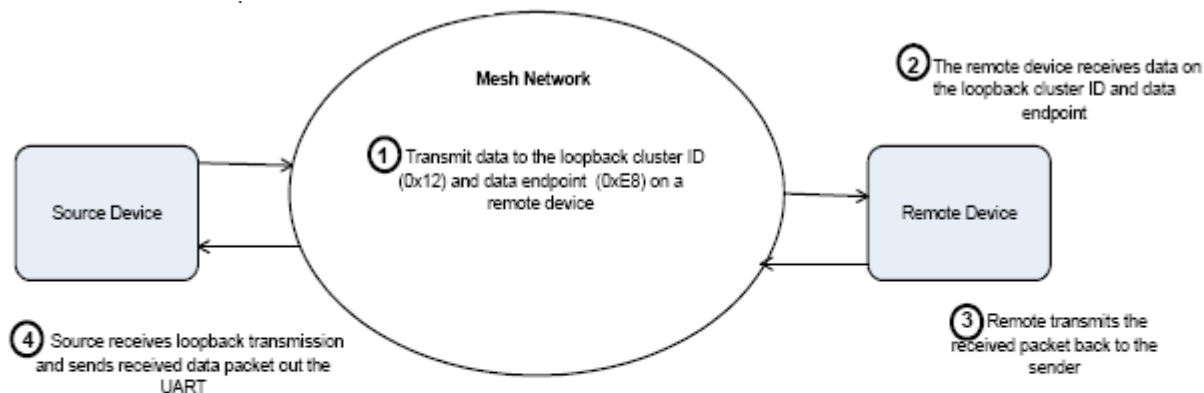 Mesh Network
1 Transmit data to the loopback cluster ID
(0x12) and data endpoint (0xE8) on a
remote device
2 The remote device receives data on
the loopback cluster ID and data
endpoint
Source Device
Remote Device
3 Remote transmits the
received packet back to the
sender
4 Source receives loopback transmission
and sends received data packet out the
UART